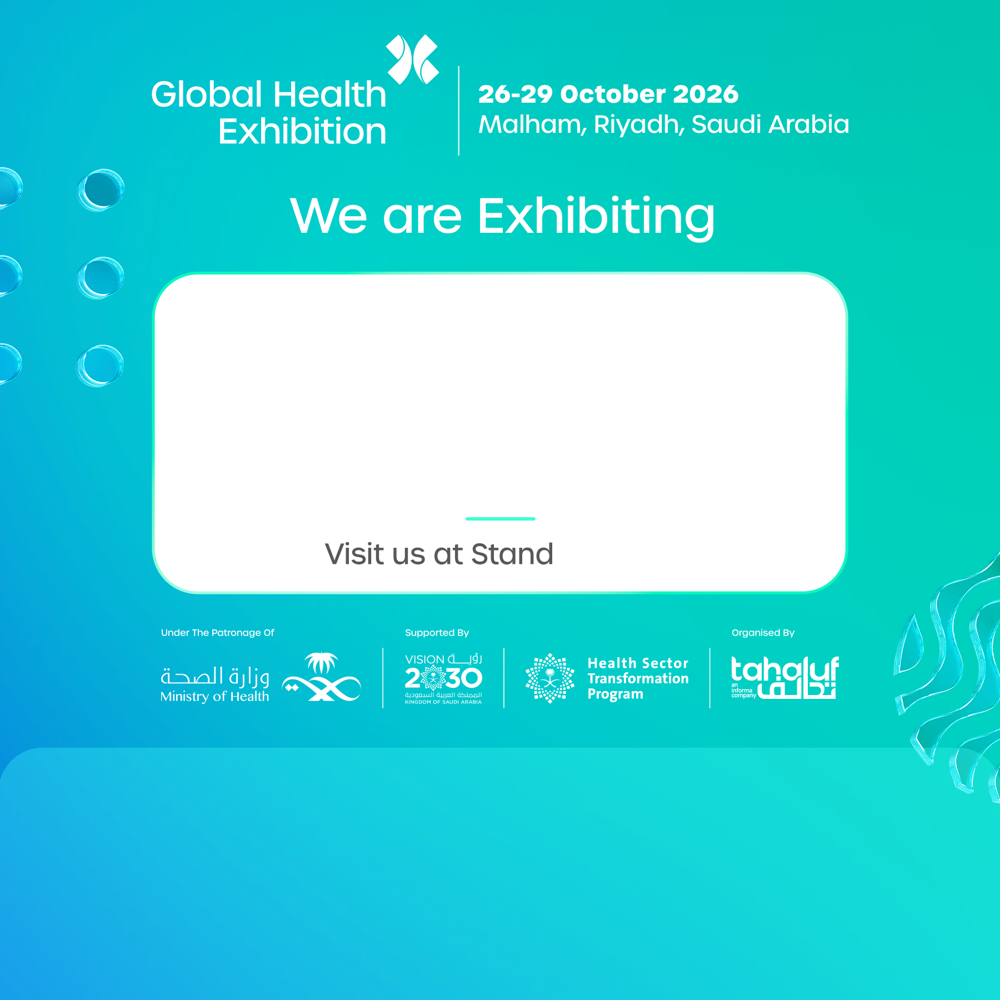 Global Health
Exhibition
26-29 October 2026
Malham, Riyadh, Saudi Arabia
We are Exhibiting
Visit us at Stand
Under The Patronage Of
وزارة الصحة
Ministry of Health
Supported By
VISION رؤية
2030
المملكة العربية السعودية
KINGDOM OF SAUDI ARABIA
Health Sector
Transformation
Program
Organised By
tahaluf
an
informa
company
تحالف